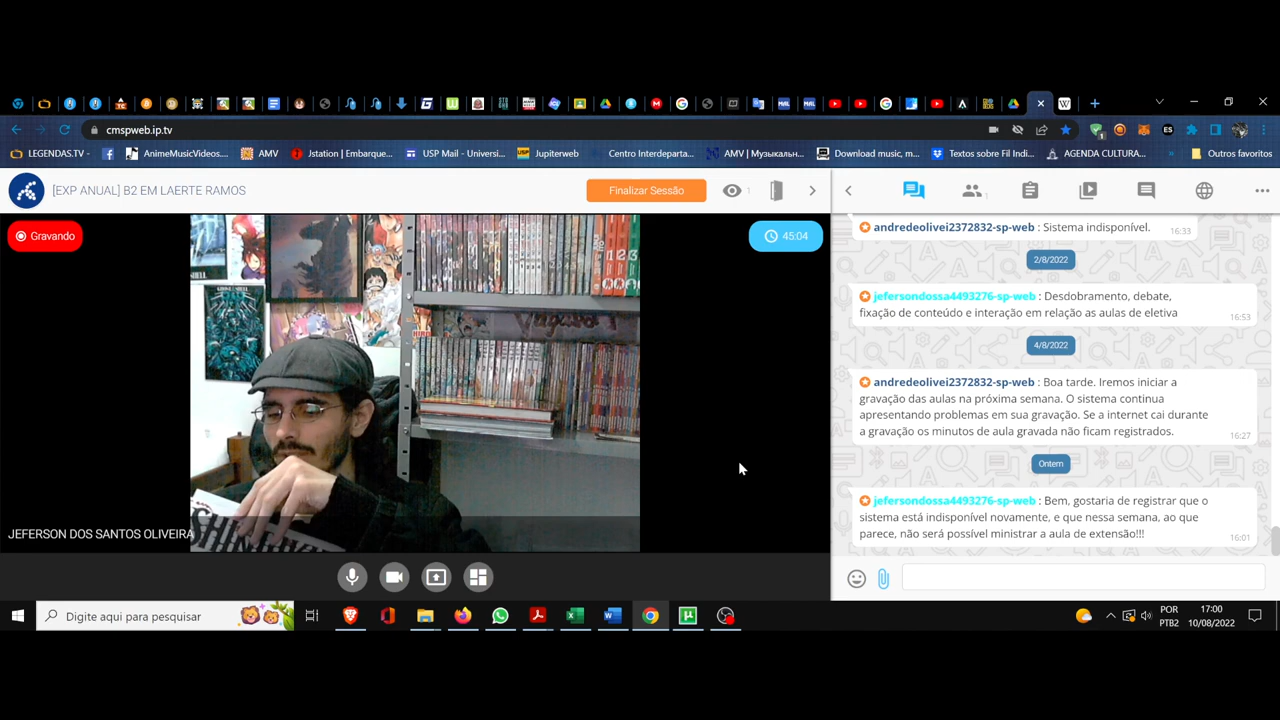 cmspweb.ip.tv
LEGENDAS.TV -
AnimeMusicVideos....
AMV
Jstation | Embarque...
USP Mail - Universi...
Jupiterweb
Centro Interdeparta...
AMV | Музыкальн...
Download music, m...
Textos sobre Fil Indi...
AGENDA CULTURA...
»
Outros favoritos
[EXP ANUAL] B2 EM LAERTE RAMOS
Finalizar Sessão
1
1
Gravando
45:04
JEFERSON DOS SANTOS OLIVEIRA
andredeolivei2372832-sp-web : Sistema indisponível.
16:33
2/8/2022
jefersondossa4493276-sp-web : Desdobramento, debate,
fixação de conteúdo e interação em relação as aulas de eletiva
16:53
4/8/2022
andredeolivei2372832-sp-web : Boa tarde. Iremos iniciar a
gravação das aulas na próxima semana. O sistema continua
apresentando problemas em sua gravação. Se a internet cai durante
a gravação os minutos de aula gravada não ficam registrados.
16:27
Ontem
jefersondossa4493276-sp-web : Bem, gostaria de registrar que o
sistema está indisponível novamente, e que nessa semana, ao que
parece, não será possível ministrar a aula de extensão!!!
16:01
Digite aqui para pesquisar
POR
PTB2
17:00
10/08/2022